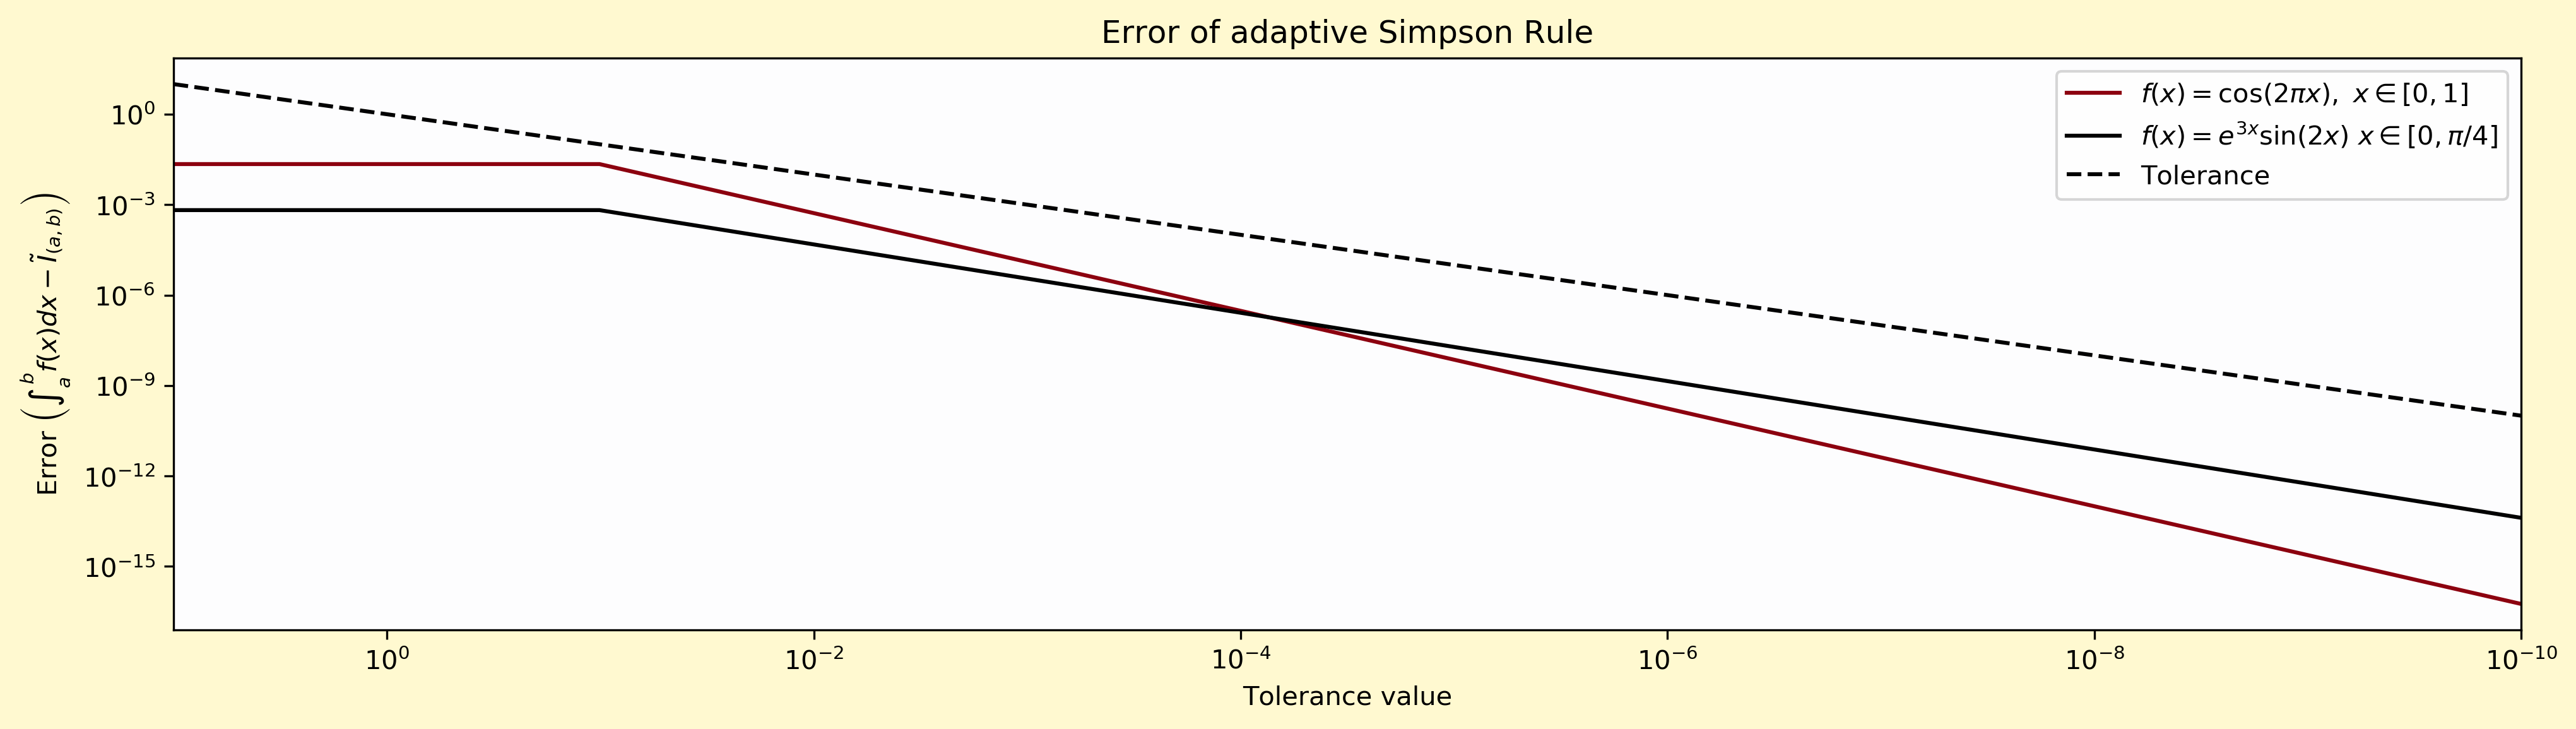 Error of adaptive Simpson Rule
f(x) = cos(2πx), x ∈ [0, 1]
f(x) = e^{3x}sin(2x) x ∈ [0, π/4]
Tolerance
Error (∫_a^b f(x)dx − Ĩ_{(a, b)})
10^0
10^{−3}
10^{−6}
10^{−9}
10^{−12}
10^{−15}
10^0 10^{−2} 10^{−4} 10^{−6} 10^{−8} 10^{−10}
Tolerance value